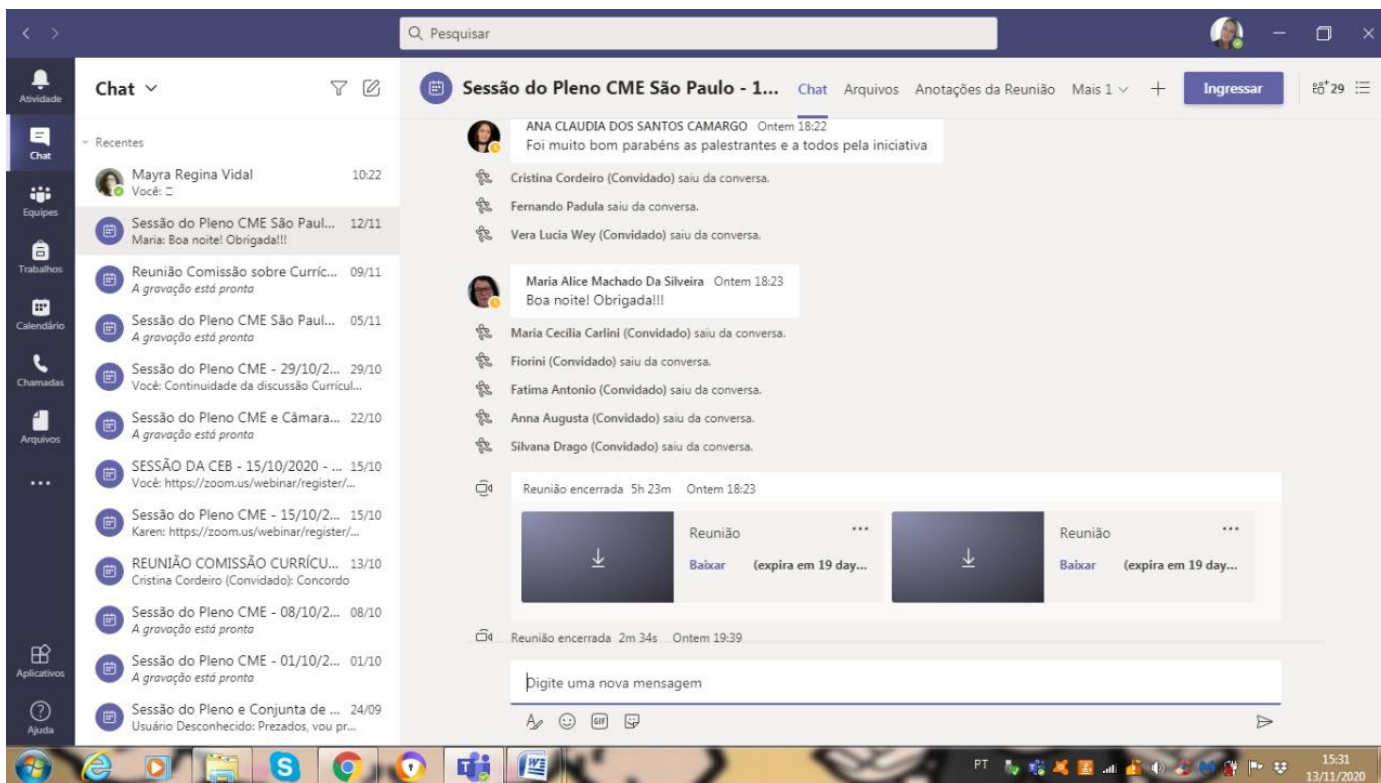 Pesquisar
Atividade
Chat
Equipes
Trabalhos
Calendário
Chamadas
Arquivos
Aplicativos
Ajuda
Chat
Recentes
Mayra Regina Vidal 10:22
Você:
Sessão do Pleno CME São Paul... 12/11
Maria: Boa noite! Obrigada!!!
Reunião Comissão sobre Curríc... 09/11
A gravação está pronta
Sessão do Pleno CME São Paul... 05/11
A gravação está pronta
Sessão do Pleno CME - 29/10/2... 29/10
Você: Continuidade da discussão Currícul...
Sessão do Pleno CME e Câmara... 22/10
A gravação está pronta
SESSÃO DA CEB - 15/10/2020 - ... 15/10
Você: https://zoom.us/webinar/register/...
Sessão do Pleno CME - 15/10/2... 15/10
Karen: https://zoom.us/webinar/register/...
REUNIÃO COMISSÃO CURRÍCU... 13/10
Cristina Cordeiro (Convidado): Concordo
Sessão do Pleno CME - 08/10/2... 08/10
A gravação está pronta
Sessão do Pleno CME - 01/10/2... 01/10
A gravação está pronta
Sessão do Pleno e Conjunta de ... 24/09
Usuário Desconhecido: Prezados, vou pr...
Sessão do Pleno CME São Paulo - 1... Chat Arquivos Anotações da Reunião Mais 1 Ingressar 29
ANA CLAUDIA DOS SANTOS CAMARGO Ontem 18:22
Foi muito bom parabéns as palestrantes e a todos pela iniciativa
Cristina Cordeiro (Convidado) saiu da conversa.
Fernando Padula saiu da conversa.
Vera Lucia Wey (Convidado) saiu da conversa.
Maria Alice Machado Da Silveira Ontem 18:23
Boa noite! Obrigada!!!
Maria Cecília Carlini (Convidado) saiu da conversa.
Fiorini (Convidado) saiu da conversa.
Fatima Antonio (Convidado) saiu da conversa.
Anna Augusta (Convidado) saiu da conversa.
Silvana Drago (Convidado) saiu da conversa.
Reunião encerrada 5h 23m Ontem 18:23
Reunião
Baixar (expira em 19 day...
Reunião
Baixar (expira em 19 day...
Reunião encerrada 2m 34s Ontem 19:39
Digite uma nova mensagem
GIF
PT 15:31
13/11/2020